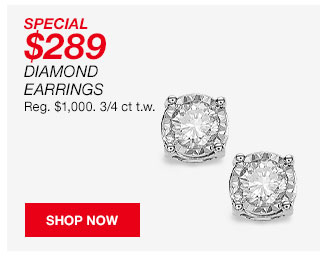 SPECIAL
$289
DIAMOND
EARRINGS
Reg. $1,000. 3/4 ct t.w.
SHOP NOW